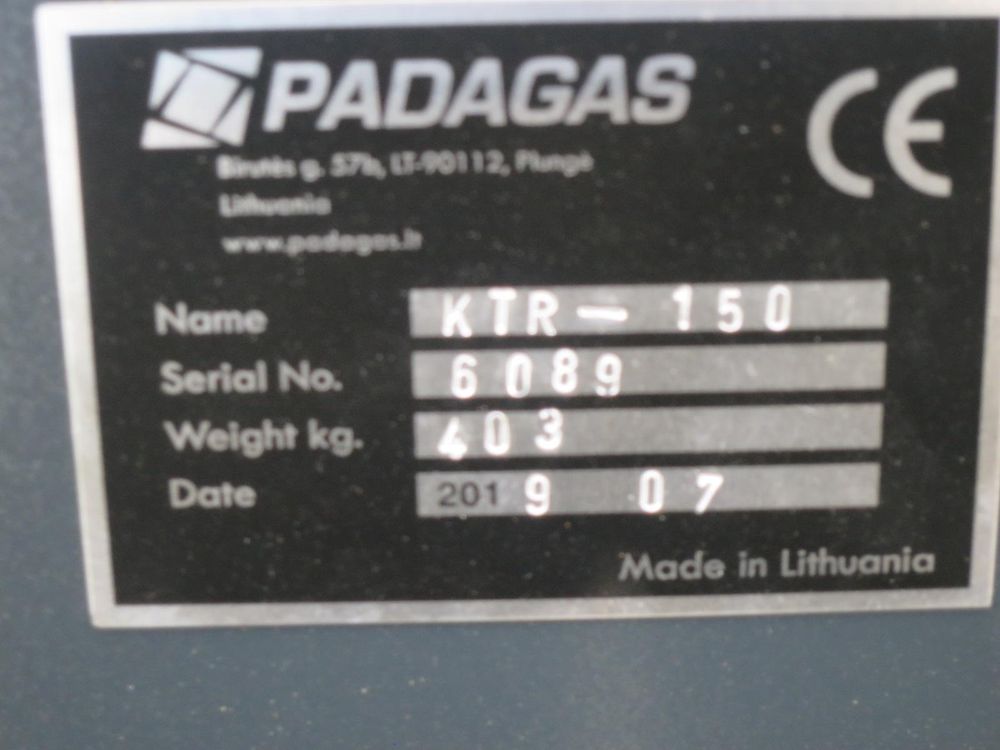 PADAGAS
CE
Birutės g. 57b, LT-90112, Plungė
Lithuania
www.padagas.lt
Name KTR - 150
Serial No. 6089
Weight kg. 403
Date 2019 07
Made in Lithuania